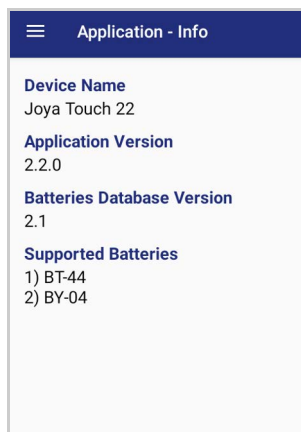 Application - Info
Device Name
Joya Touch 22
Application Version
2.2.0
Batteries Database Version
2.1
Supported Batteries
1) BT-44
2) BY-04